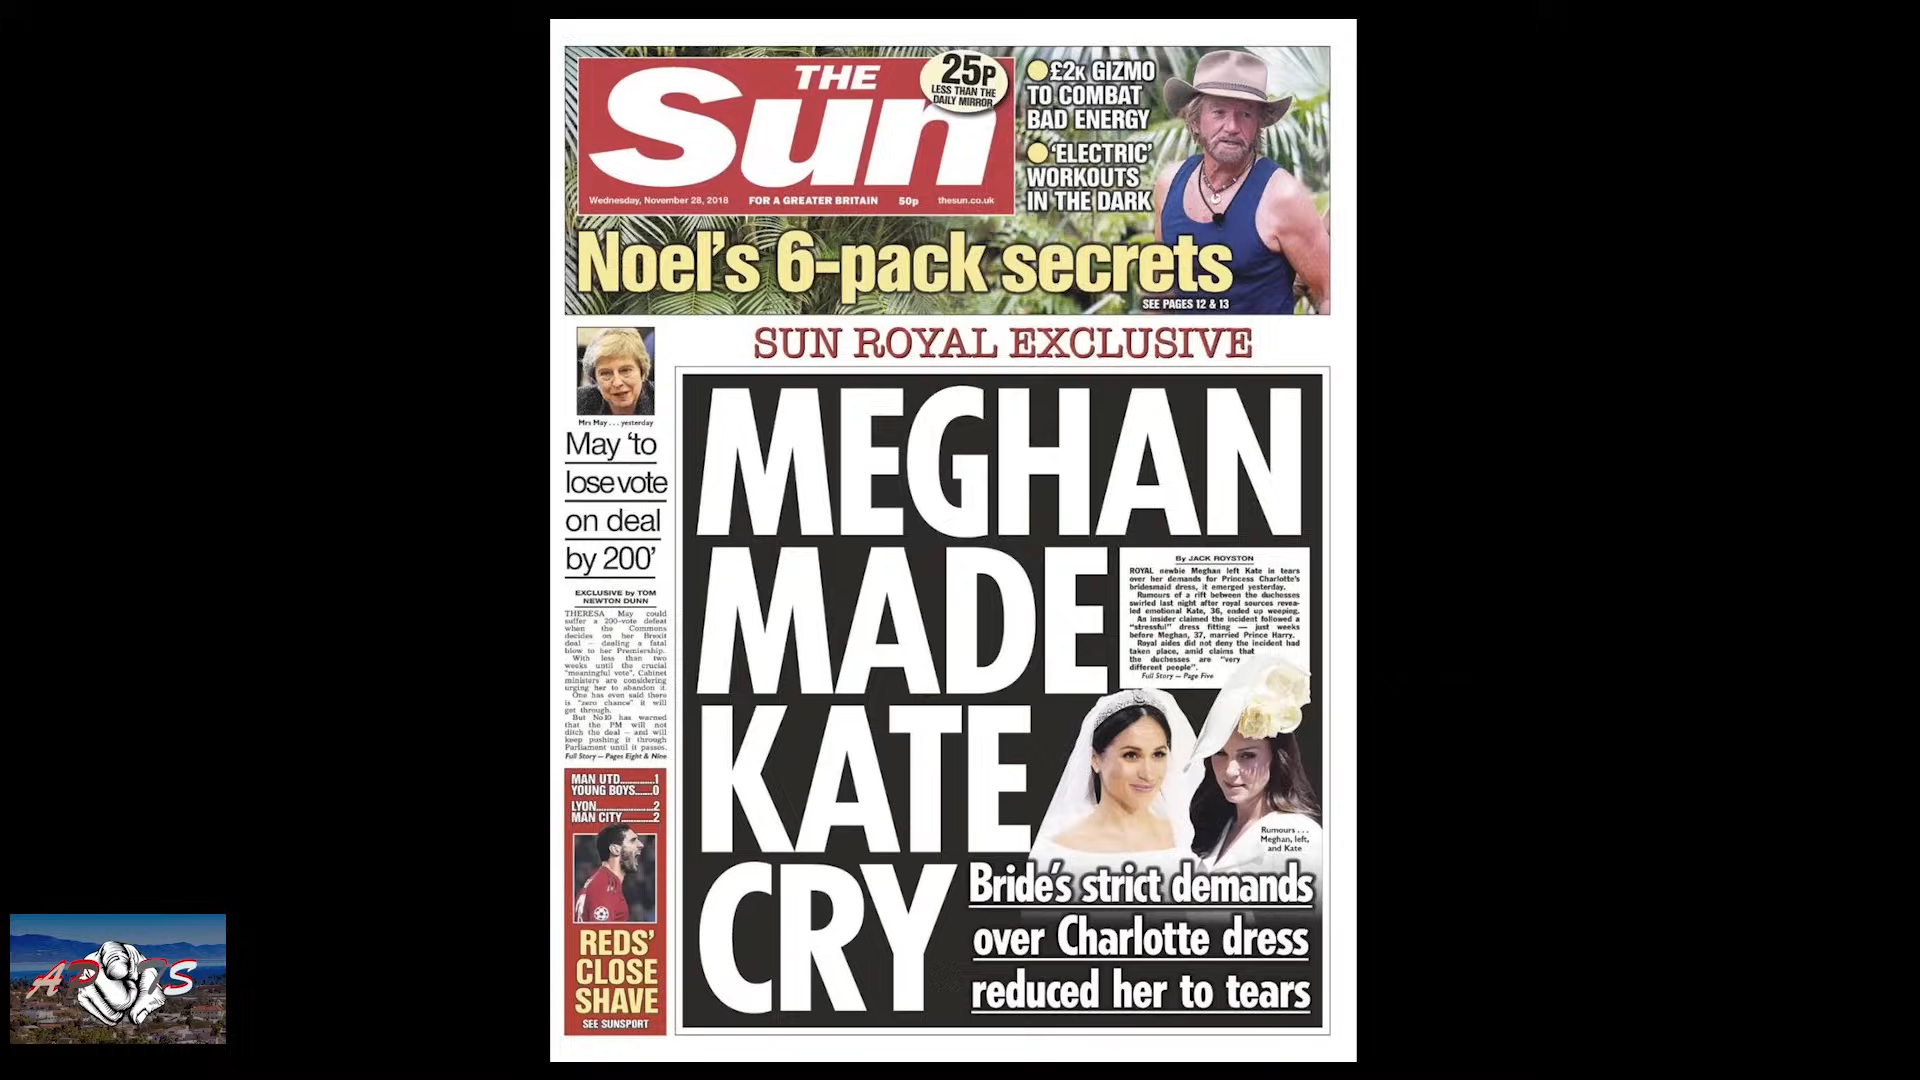 THE
Sun
25P
LESS THAN THE
DAILY MIRROR
Wednesday, November 28, 2018 FOR A GREATER BRITAIN 50p thesun.co.uk
£2K GIZMO
TO COMBAT
BAD ENERGY
'ELECTRIC'
WORKOUTS
IN THE DARK
Noel's 6-pack secrets
SEE PAGES 12 & 13
Mrs May . . . yesterday
May 'to
lose vote
on deal
by 200'
EXCLUSIVE by TOM
NEWTON DUNN
THERESA May could
suffer a 200-vote defeat
when the Commons
decides on her Brexit
deal — dealing a fatal
blow to her Premiership.
With less than two
weeks until the crucial
"meaningful vote", Cabinet
ministers are considering
urging her to abandon it.
One has even said there
is "zero chance" it will
get through.
But No10 has warned
that the PM will not
ditch the deal — and will
keep pushing it through
Parliament until it passes.
Full Story — Pages Eight & Nine
MAN UTD.............1
YOUNG BOYS......0
LYON....................2
MAN CITY............2
REDS'
CLOSE
SHAVE
SEE SUNSPORT
SUN ROYAL EXCLUSIVE
MEGHAN
MADE
KATE
CRY
By JACK ROYSTON
ROYAL newbie Meghan left Kate in tears
over her demands for Princess Charlotte's
bridesmaid dress, it emerged yesterday.
Rumours of a rift between the duchesses
swirled last night after royal sources revea-
led emotional Kate, 36, ended up weeping.
An insider claimed the incident followed a
"stressful" dress fitting — just weeks
before Meghan, 37, married Prince Harry.
Royal aides did not deny the incident had
taken place, amid claims that
the duchesses are "very
different people".
Full Story — Page Five
Rumours . . .
Meghan, left,
and Kate
Bride's strict demands
over Charlotte dress
reduced her to tears